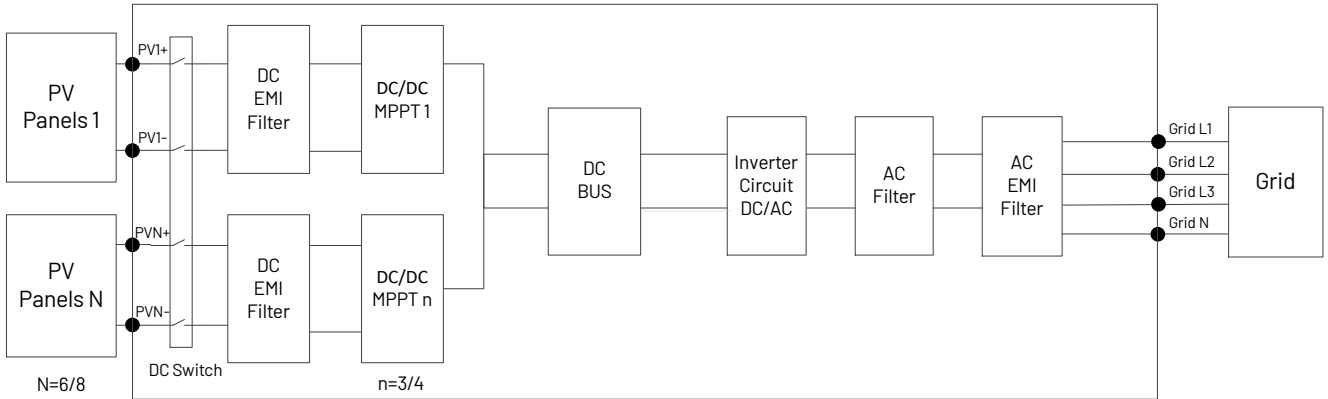 PV
Panels 1
PV1+
PV1-
DC
EMI
Filter
DC/DC
MPPT 1
PV
Panels N
PVN+
PVN-
DC
EMI
Filter
DC/DC
MPPT n
DC Switch
N=6/8
n=3/4
DC
BUS
Inverter
Circuit
DC/AC
AC
Filter
AC
EMI
Filter
Grid L1
Grid L2
Grid L3
Grid N
Grid